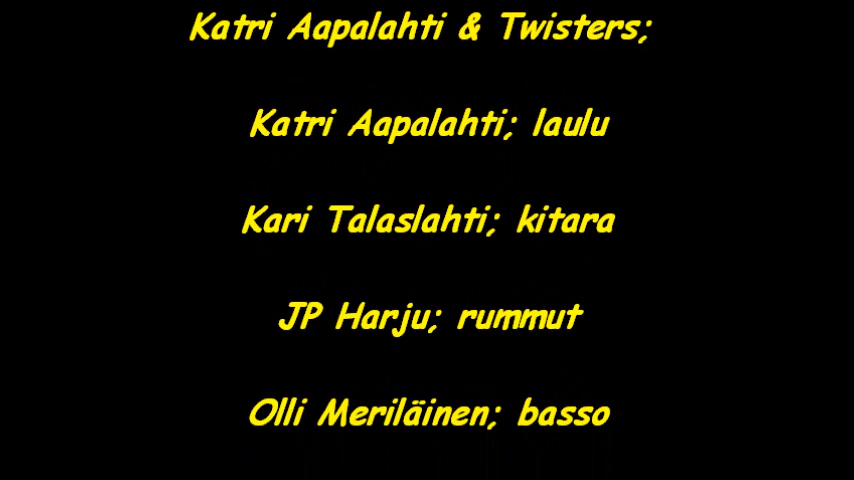 Katri Aapalahti & Twisters;
Katri Aapalahti; laulu
Kari Talaslahti; kitara
JP Harju; rummut
Olli Meriläinen; basso